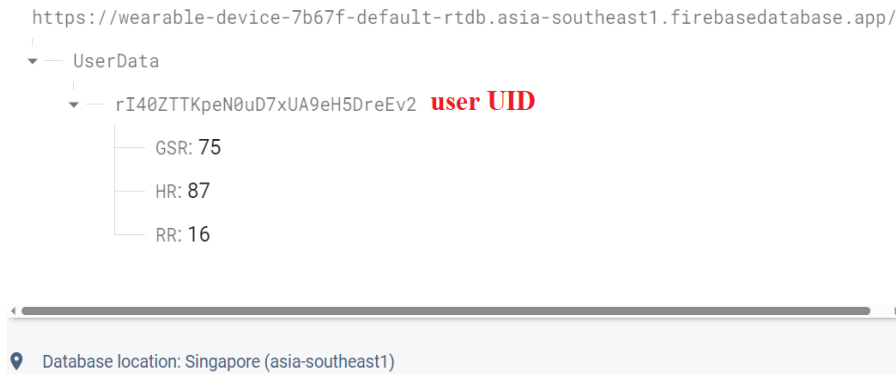 https://wearable-device-7b67f-default-rtdb.asia-southeast1.firebasedatabase.app/
UserData
rI40ZTTKpeN0uD7xUA9eH5DreEv2 user UID
GSR: 75
HR: 87
RR: 16
Database location: Singapore (asia-southeast1)